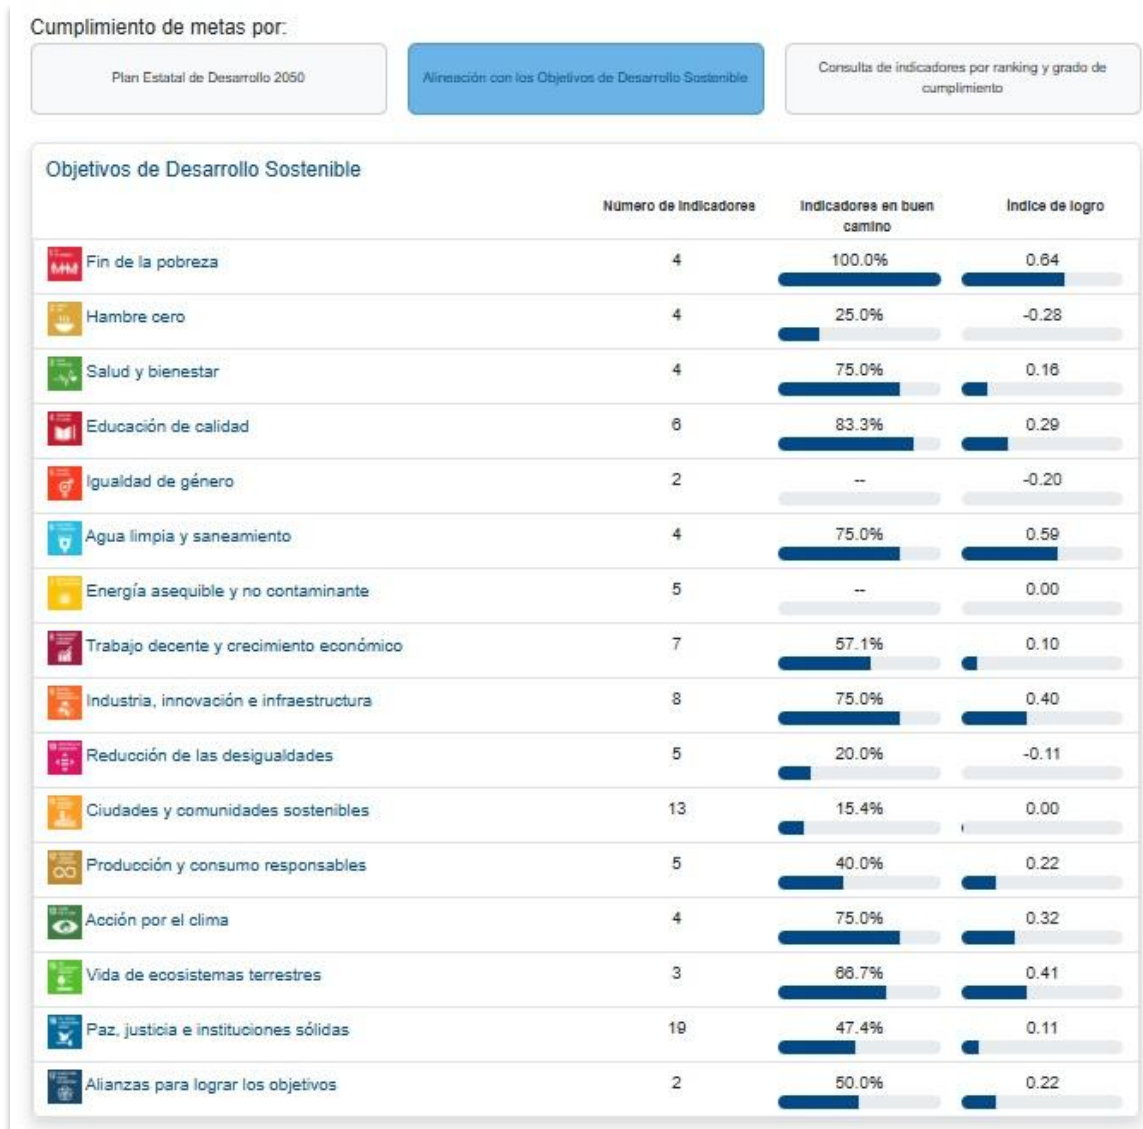 Cumplimiento de metas por:
Plan Estatal de Desarrollo 2050
Alineación con los Objetivos de Desarrollo Sostenible
Consulta de indicadores por ranking y grado de
cumplimiento
Objetivos de Desarrollo Sostenible
Número de indicadores Indicadores en buen camino Índice de logro
Fin de la pobreza 4 100.0% 0.64
Hambre cero 4 25.0% -0.28
Salud y bienestar 4 75.0% 0.16
Educación de calidad 6 83.3% 0.29
Igualdad de género 2 -- -0.20
Agua limpia y saneamiento 4 75.0% 0.59
Energía asequible y no contaminante 5 -- 0.00
Trabajo decente y crecimiento económico 7 57.1% 0.10
Industria, innovación e infraestructura 8 75.0% 0.40
Reducción de las desigualdades 5 20.0% -0.11
Ciudades y comunidades sostenibles 13 15.4% 0.00
Producción y consumo responsables 5 40.0% 0.22
Acción por el clima 4 75.0% 0.32
Vida de ecosistemas terrestres 3 66.7% 0.41
Paz, justicia e instituciones sólidas 19 47.4% 0.11
Alianzas para lograr los objetivos 2 50.0% 0.22